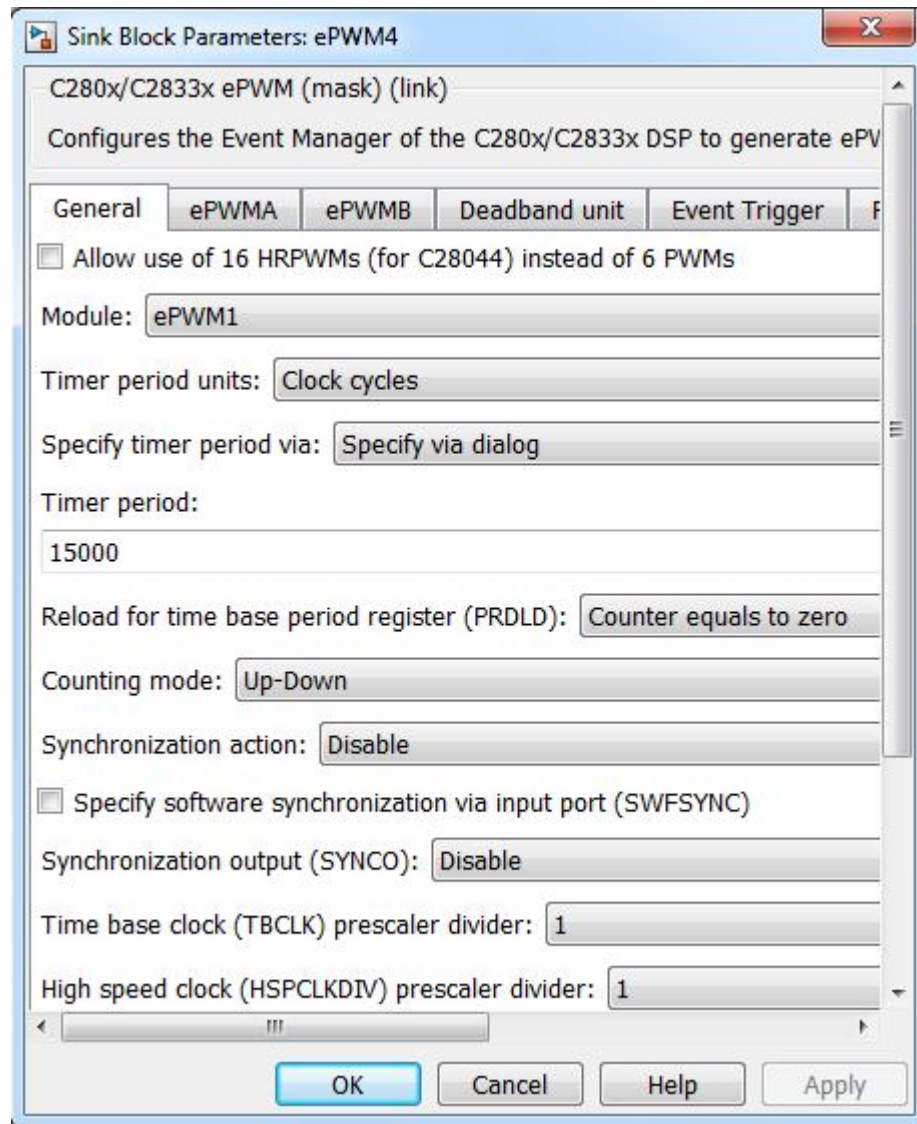 Sink Block Parameters: ePWM4
C280x/C2833x ePWM (mask) (link)
Configures the Event Manager of the C280x/C2833x DSP to generate
General ePWMA ePWMB Deadband unit Event Trigger
Allow use of 16 HRPWMs (for C28044) instead of 6 PWMs
Module: ePWM1
Timer period units: Clock cycles
Specify timer period via: Specify via dialog
Timer period:
15000
Reload for time base period register (PRDLD): Counter equals to zero
Counting mode: Up-Down
Synchronization action: Disable
Specify software synchronization via input port (SWFSYNC)
Synchronization output (SYNCO): Disable
Time base clock (TBCLK) prescaler divider: 1
High speed clock (HSPCLKDIV) prescaler divider: 1
OK Cancel Help Apply